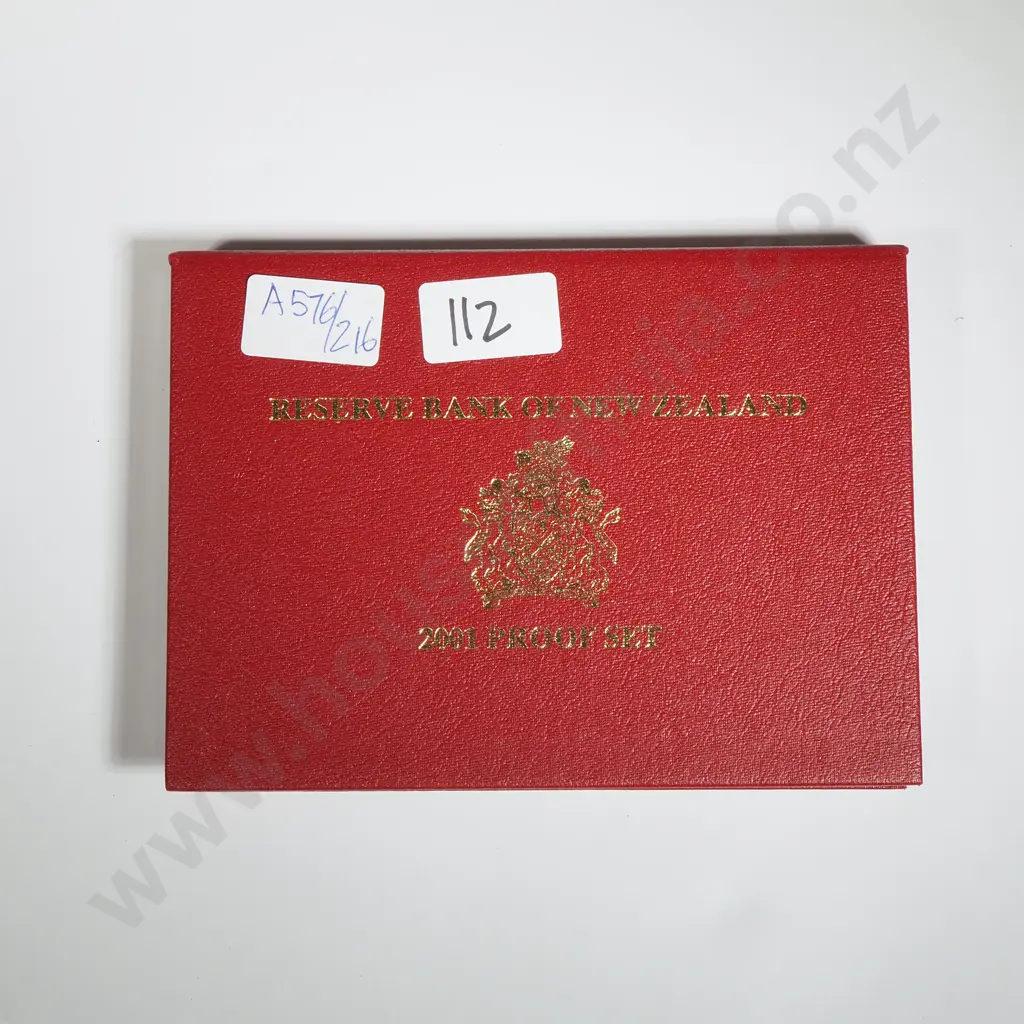 A576/
/216
112
RESERVE BANK OF NEW ZEALAND
2001 PROOF SET